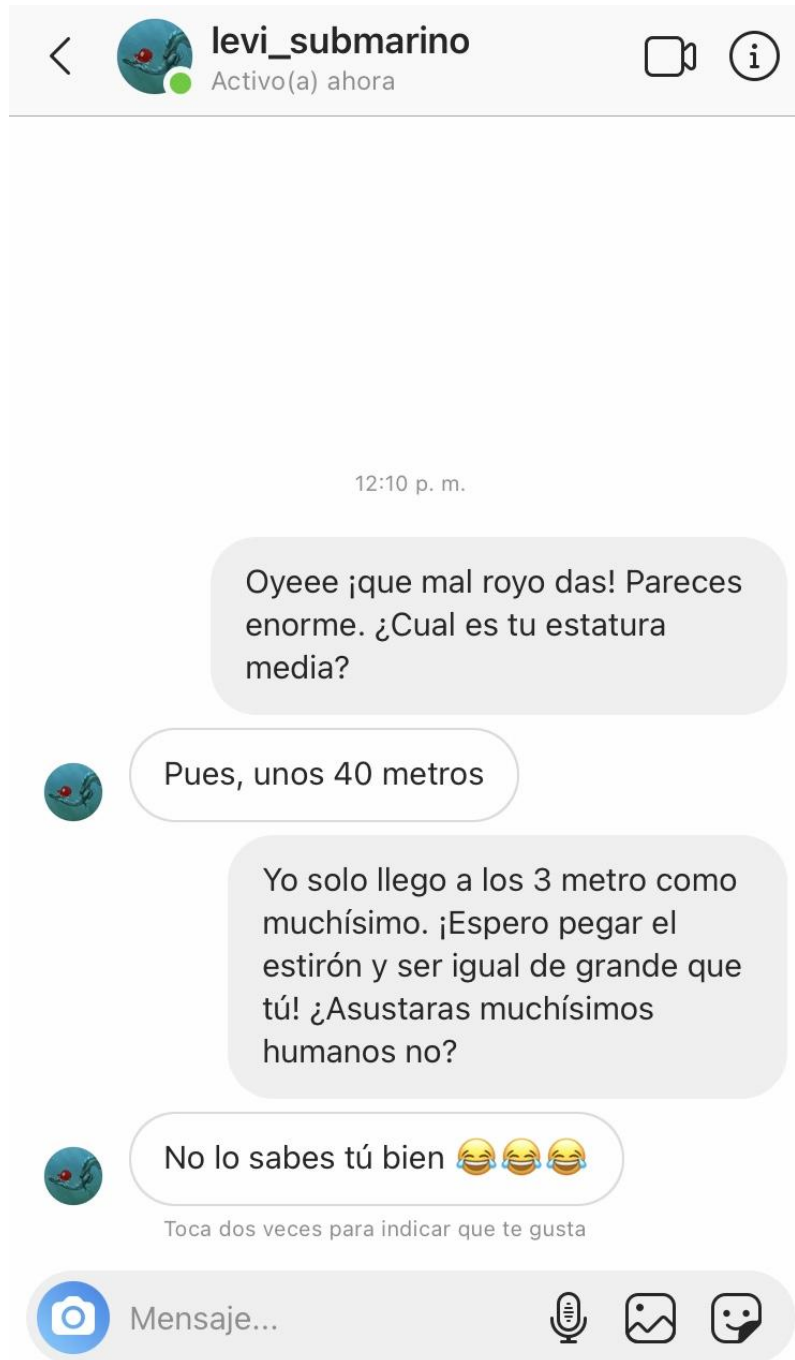 levi_submarino
Activo(a) ahora
12:10 p. m.
Oyeee ¡que mal royo das! Pareces
enorme. ¿Cual es tu estatura
media?
Pues, unos 40 metros
Yo solo llego a los 3 metro como
muchísimo. ¡Espero pegar el
estirón y ser igual de grande que
tú! ¿Asustaras muchísimos
humanos no?
No lo sabes tú bien 😂😂😂
Toca dos veces para indicar que te gusta
Mensaje...